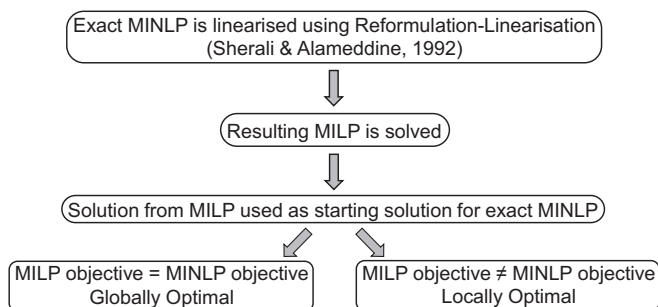 Exact MINLP is linearised using Reformulation-Linearisation
(Sherali & Alameddine, 1992)
Resulting MILP is solved
Solution from MILP used as starting solution for exact MINLP
MILP objective = MINLP objective
Globally Optimal
MILP objective ≠ MINLP objective
Locally Optimal